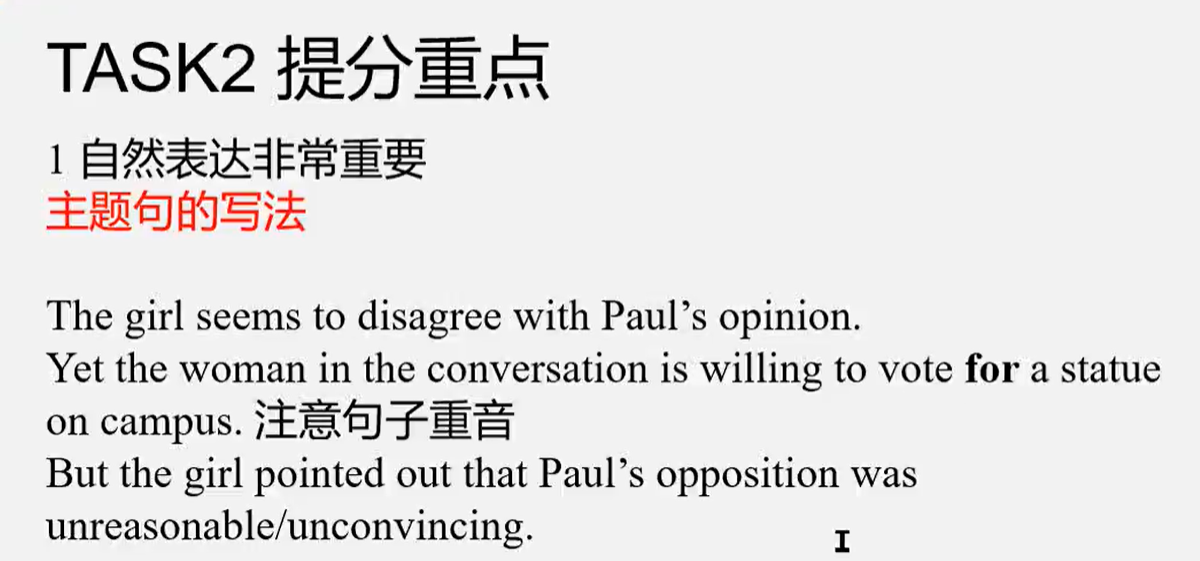 TASK2 提分重点
1 自然表达非常重要
主题句的写法
The girl seems to disagree with Paul’s opinion.
Yet the woman in the conversation is willing to vote for a statue
on campus. 注意句子重音
But the girl pointed out that Paul’s opposition was
unreasonable/unconvincing.